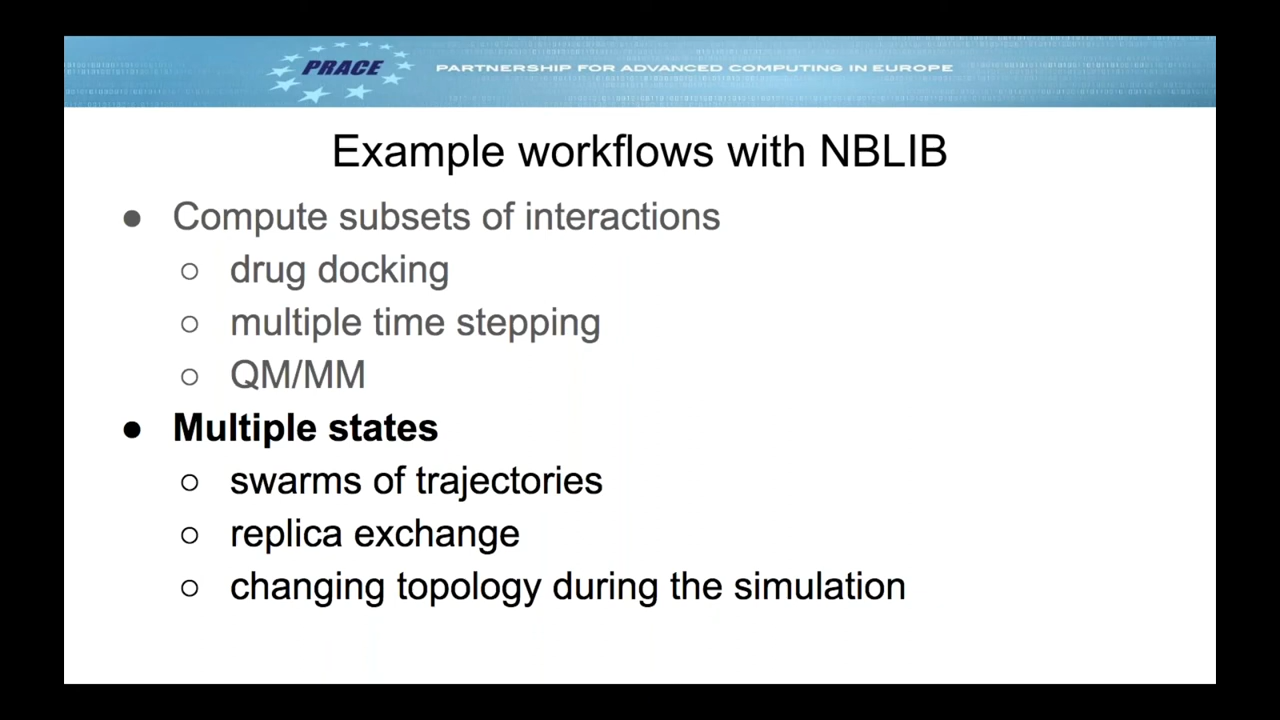 PRACE PARTNERSHIP FOR ADVANCED COMPUTING IN EUROPE
Example workflows with NBLIB
● Compute subsets of interactions
○ drug docking
○ multiple time stepping
○ QM/MM
● Multiple states
○ swarms of trajectories
○ replica exchange
○ changing topology during the simulation